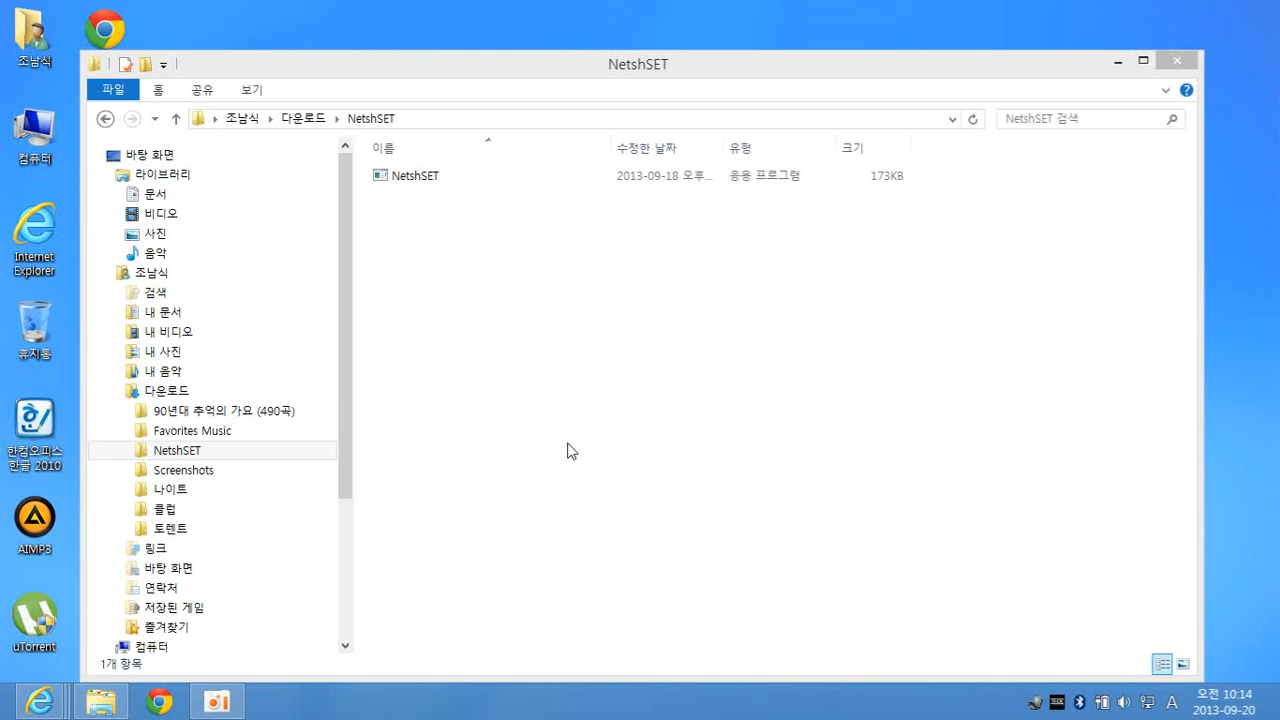 조남식
컴퓨터
Internet
Explorer
휴지통
한컴오피스
한글 2010
AIMP3
uTorrent
NetshSET
파일
홈
공유
보기
조남식
다운로드
NetshSET
NetshSET 검색
이름
수정한 날짜
유형
크기
NetshSET
2013-09-18 오후...
응용 프로그램
173KB
바탕 화면
라이브러리
문서
비디오
사진
음악
조남식
검색
내 문서
내 비디오
내 사진
내 음악
다운로드
90년대 추억의 가요 (490곡)
Favorites Music
NetshSET
Screenshots
나이트
클럽
토렌트
링크
바탕 화면
연락처
저장된 게임
즐겨찾기
컴퓨터
1개 항목
A
오전 10:14
2013-09-20